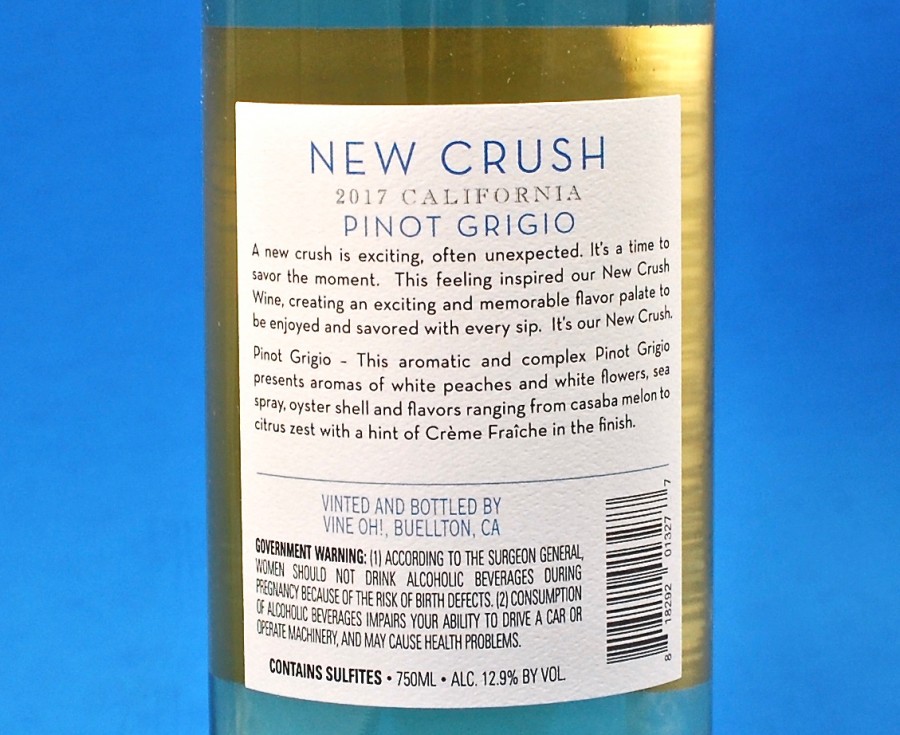 NEW CRUSH
2017 CALIFORNIA
PINOT GRIGIO
A new crush is exciting, often unexpected. It's a time to
savor the moment. This feeling inspired our New Crush
Wine, creating an exciting and memorable flavor palate to
be enjoyed and savored with every sip. It's our New Crush.
Pinot Grigio - This aromatic and complex Pinot Grigio
presents aromas of white peaches and white flowers, sea
spray, oyster shell and flavors ranging from casaba melon to
citrus zest with a hint of Crème Fraîche in the finish.
VINTED AND BOTTLED BY
VINE OH!, BUELLTON, CA
GOVERNMENT WARNING: (1) ACCORDING TO THE SURGEON GENERAL,
WOMEN SHOULD NOT DRINK ALCOHOLIC BEVERAGES DURING
PREGNANCY BECAUSE OF THE RISK OF BIRTH DEFECTS. (2) CONSUMPTION
OF ALCOHOLIC BEVERAGES IMPAIRS YOUR ABILITY TO DRIVE A CAR OR
OPERATE MACHINERY, AND MAY CAUSE HEALTH PROBLEMS.
CONTAINS SULFITES • 750ML • ALC. 12.9% BY VOL.
8 18292 01327 7